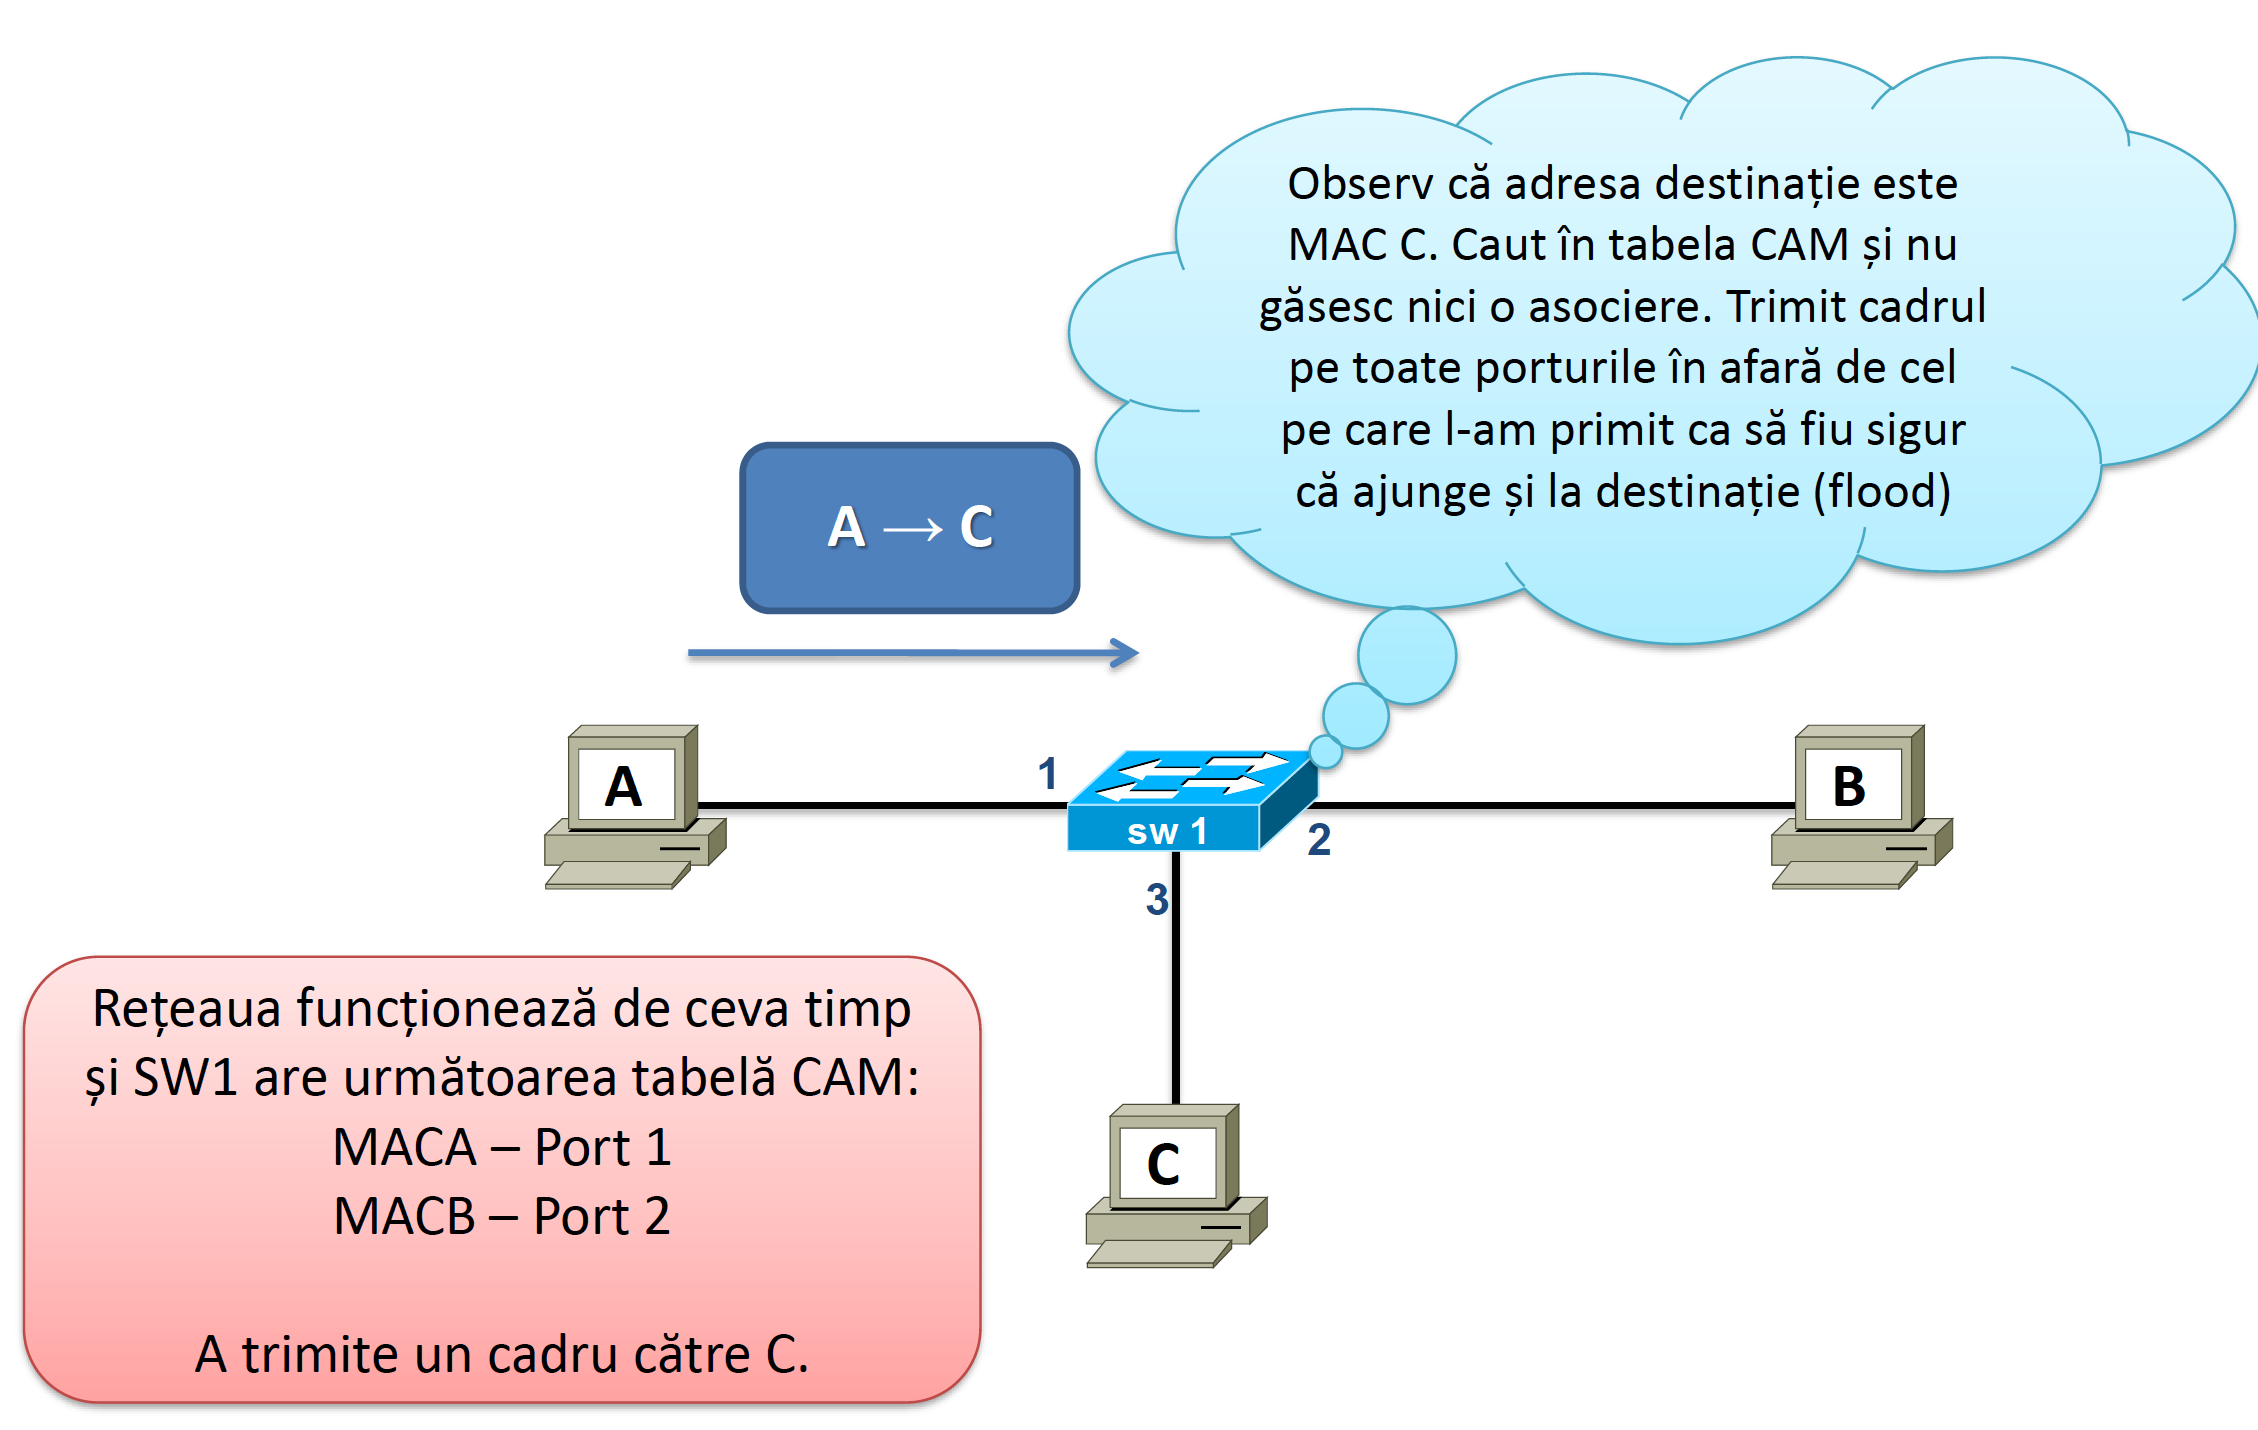 Observ că adresa destinație este
MAC C. Caut în tabela CAM și nu
găsesc nici o asociere. Trimit cadrul
pe toate porturile în afară de cel
pe care l-am primit ca să fiu sigur
că ajunge și la destinație (flood)
A → C
A
1
sw 1
2
B
3
C
Rețeaua funcționează de ceva timp
și SW1 are următoarea tabelă CAM:
MACA – Port 1
MACB – Port 2
A trimite un cadru către C.